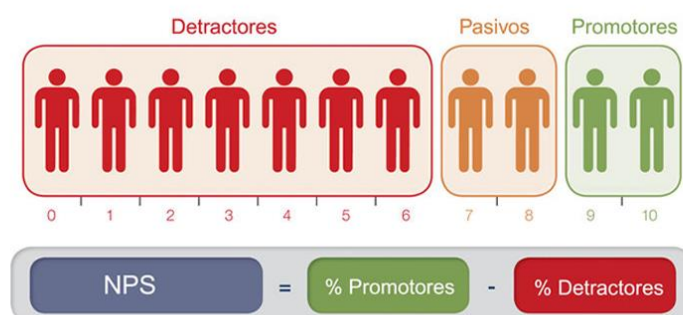 Detractores Pasivos Promotores
0 1 2 3 4 5 6 7 8 9 10
NPS = % Promotores - % Detractores